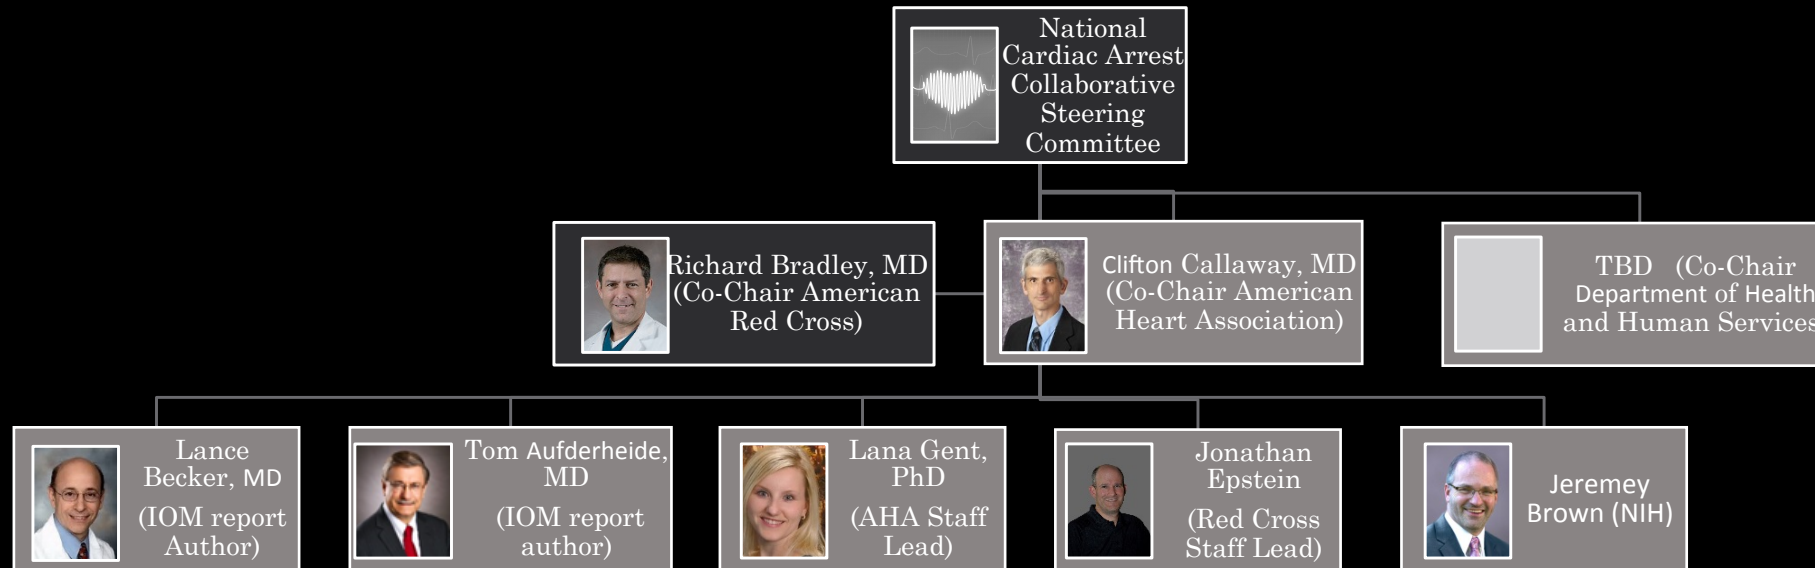 National
Cardiac Arrest
Collaborative
Steering
Committee
Richard Bradley, MD
(Co-Chair American
Red Cross)
Clifton Callaway, MD
(Co-Chair American
Heart Association)
TBD (Co-Chair
Department of Health
and Human Services
Lance
Becker, MD
(IOM report
Author)
Tom Aufderheide,
MD
(IOM report
author)
Lana Gent,
PhD
(AHA Staff
Lead)
Jonathan
Epstein
(Red Cross
Staff Lead)
Jeremey
Brown (NIH)